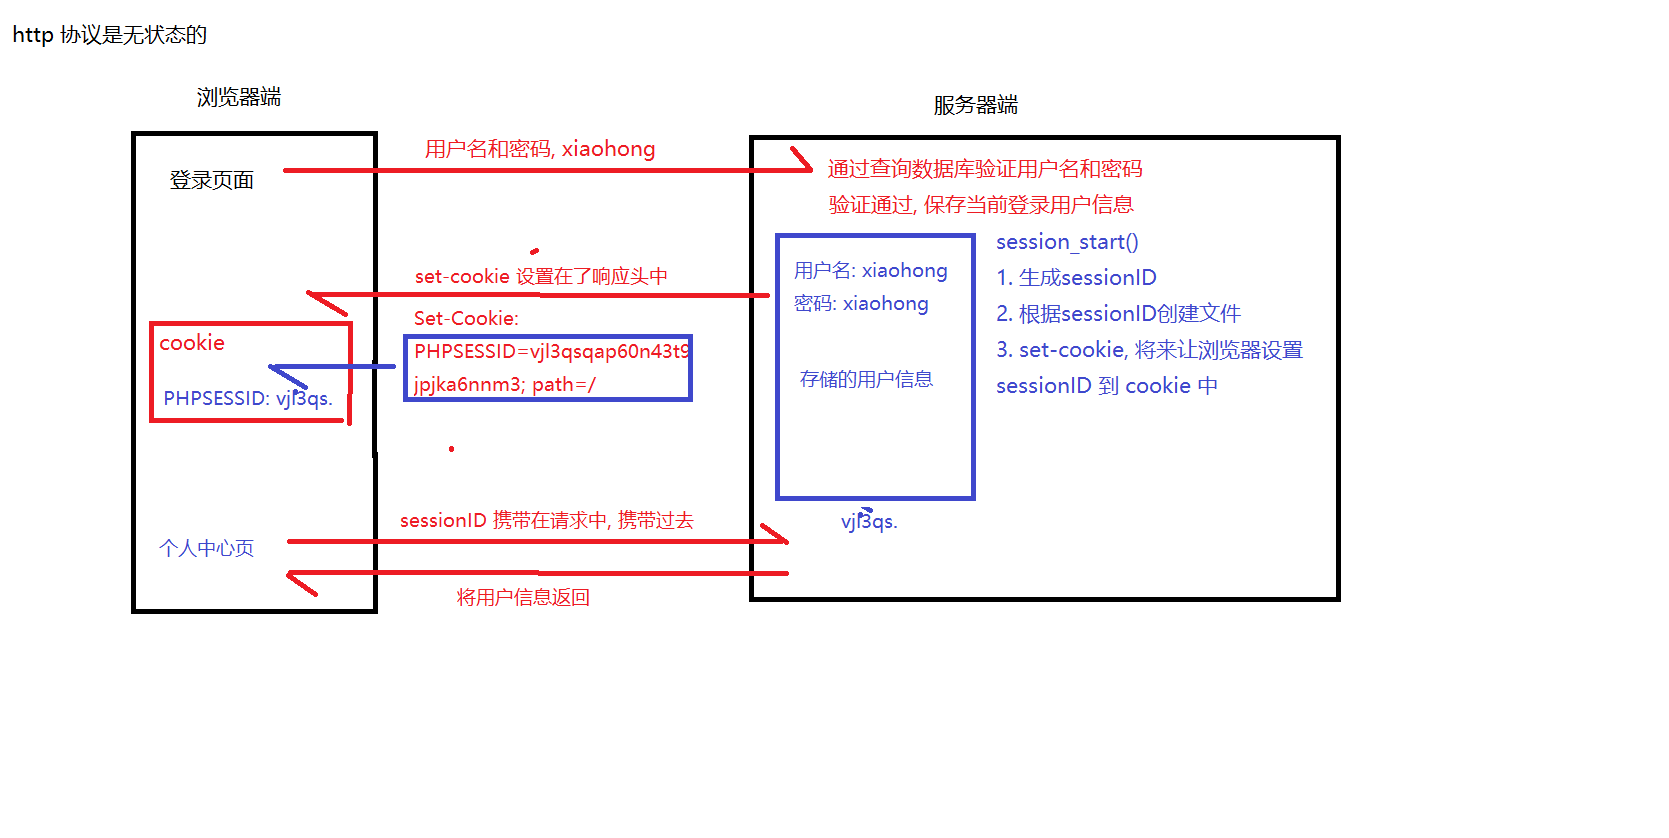 http 协议是无状态的
浏览器端
服务器端
登录页面
用户名和密码, xiaohong
通过查询数据库验证用户名和密码
验证通过, 保存当前登录用户信息
session_start()
1. 生成sessionID
2. 根据sessionID创建文件
3. set-cookie, 将来让浏览器设置
sessionID 到 cookie 中
用户名: xiaohong
密码: xiaohong
存储的用户信息
vjl3qs.
set-cookie 设置在了响应头中
Set-Cookie:
PHPSESSID=vjl3qsqap60n43t9
jpjka6nnm3; path=/
cookie
PHPSESSID: vjl3qs.
个人中心页
sessionID 携带在请求中, 携带过去
将用户信息返回